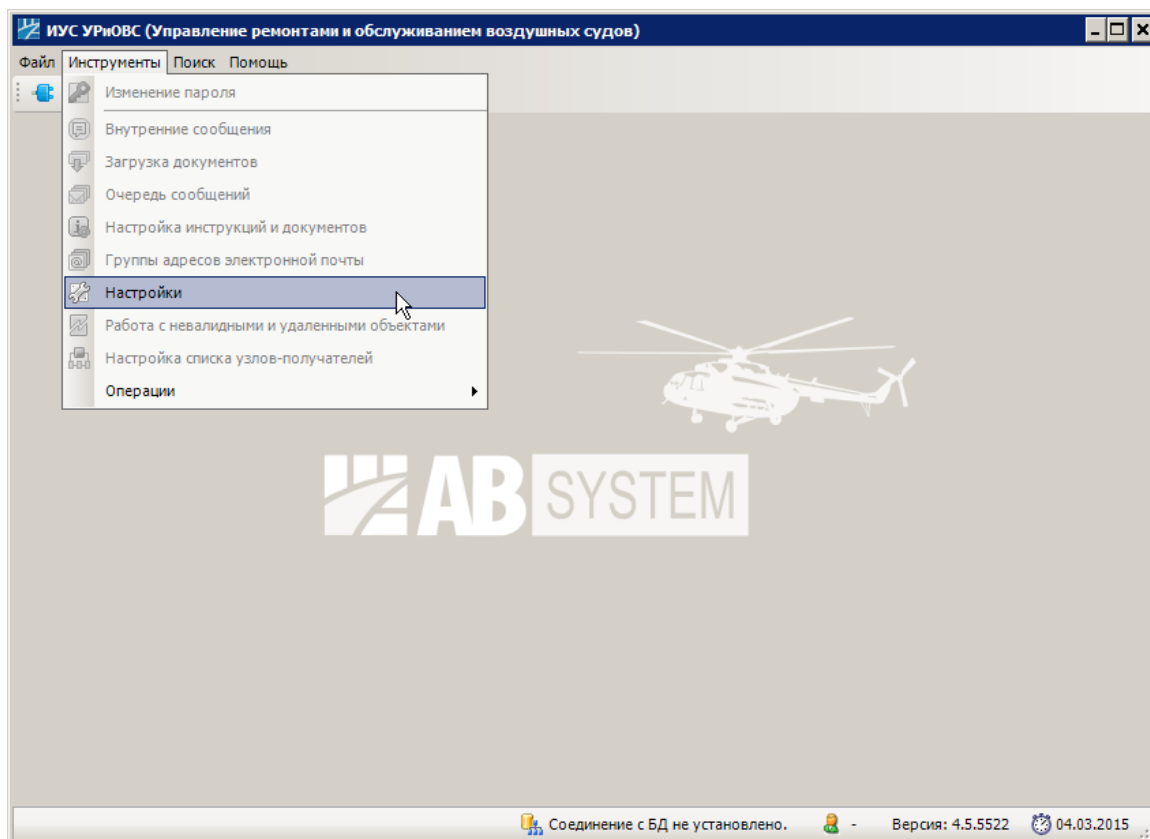 ИУС УРиОВС (Управление ремонтами и обслуживанием воздушных судов)
Файл Инструменты Поиск Помощь
Изменение пароля
Внутренние сообщения
Загрузка документов
Очередь сообщений
Настройка инструкций и документов
Группы адресов электронной почты
Настройки
Работа с невалидными и удаленными объектами
Настройка списка узлов-получателей
Операции
AB SYSTEM
Соединение с БД не установлено. - Версия: 4.5.5522 04.03.2015